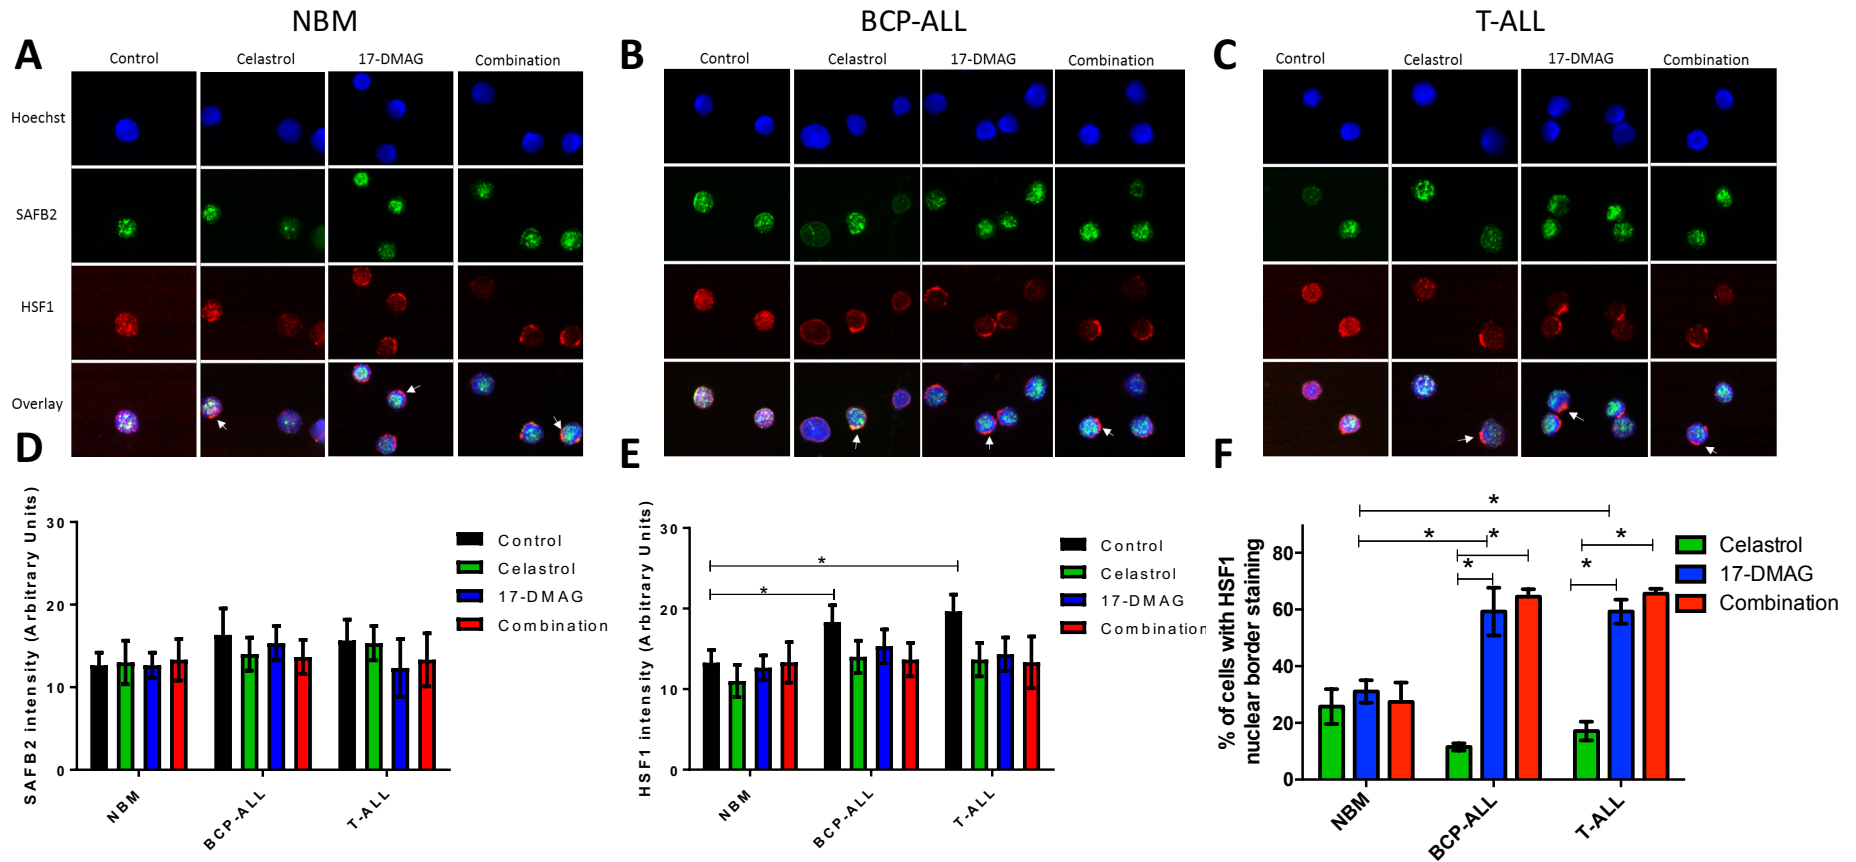 NBM
BCP-ALL
T-ALL
A
Control
Celastrol
17-DMAG
Combination
B
Control
Celastrol
17-DMAG
Combination
C
Control
Celastrol
17-DMAG
Combination
Hoechst
SAFB2
HSF1
Overlay
D
SAFB2 intensity (Arbitrary Units)
30
20
10
0
NBM
BCP-ALL
T-ALL
Control
Celastrol
17-DMAG
Combination
E
HSF1 intensity (Arbitrary Units)
30
20
10
0
*
*
NBM
BCP-ALL
T-ALL
Control
Celastrol
17-DMAG
Combination
F
% of cells with HSF1
nuclear border staining
80
60
40
20
0
*
*
*
*
*
*
NBM
BCP-ALL
T-ALL
Celastrol
17-DMAG
Combination